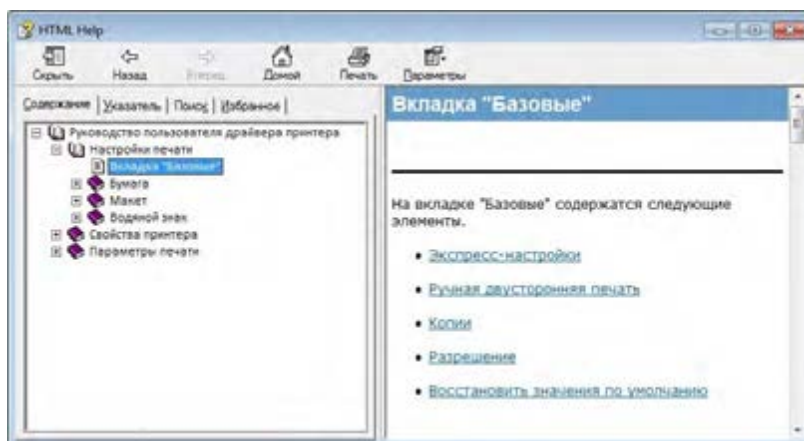 HTML Help
Скрыть Назад Вперед Домой Печать Параметры
Содержание Указатель Поиск Избранное
Руководство пользователя драйвера принтера
Настройки печати
Вкладка "Базовые"
Бумага
Макет
Водяной знак
Свойства принтера
Параметры печати
Вкладка "Базовые"
На вкладке "Базовые" содержатся следующие
элементы.
• Экспресс-настройки
• Ручная двусторонняя печать
• Копии
• Разрешение
• Восстановить значения по умолчанию